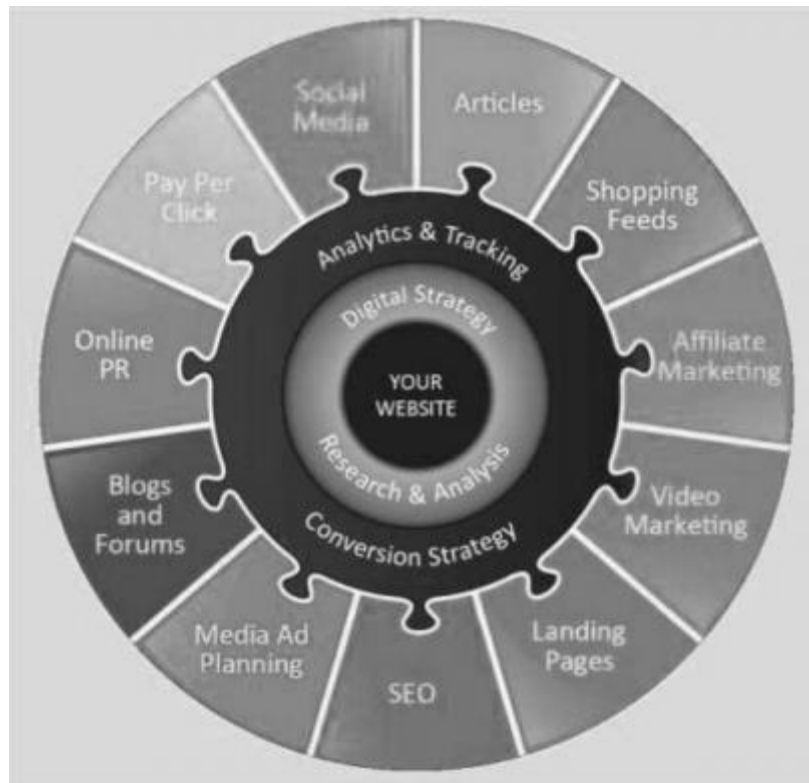 Social
Media
Articles
Shopping
Feeds
Affiliate
Marketing
Video
Marketing
Landing
Pages
SEO
Media Ad
Planning
Blogs
and
Forums
Online
PR
Pay Per
Click
Analytics & Tracking
Digital Strategy
YOUR
WEBSITE
Research & Analysis
Conversion Strategy